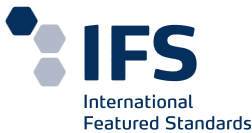 IFS
International
Featured Standards